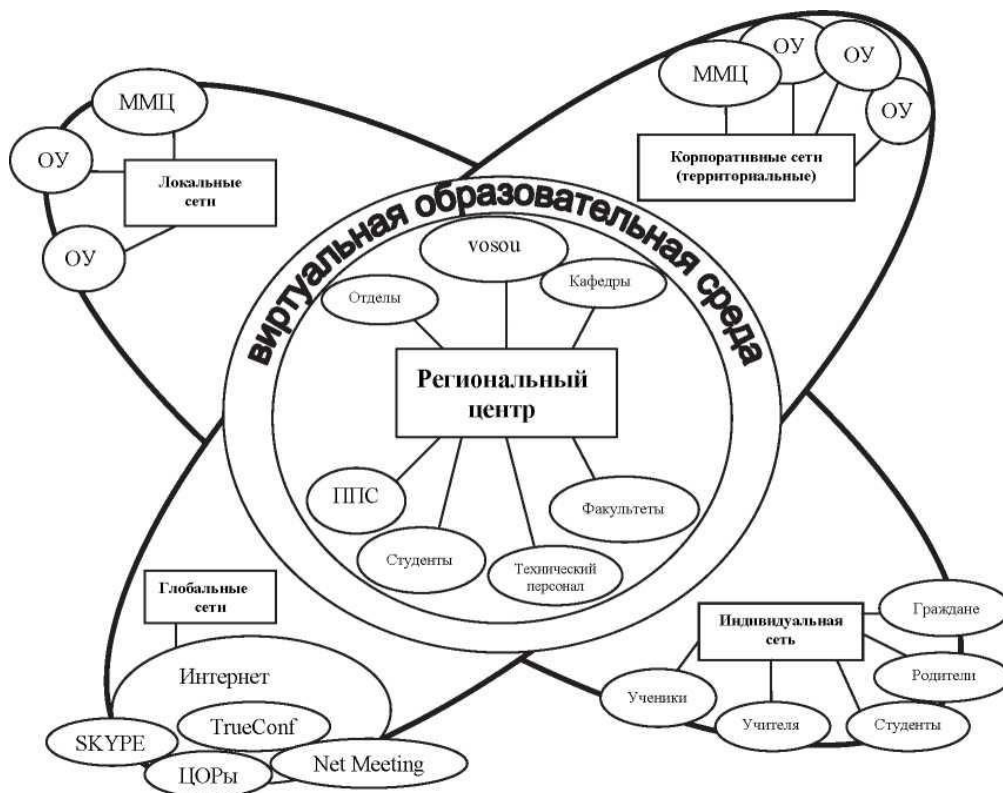 ММЦ
ОУ
ОУ
Локальные
сети
ММЦ
ОУ
ОУ
ОУ
Корпоративные сети
(территориальные)
виртуальная образовательная среда
vosou
Отделы
Кафедры
Региональный
центр
ППС
Студенты
Технический
персонал
Факультеты
Глобальные
сети
Интернет
SKYPE
TrueConf
ЦОРы
Net Meeting
Индивидуальная
сеть
Граждане
Родители
Студенты
Учителя
Ученики